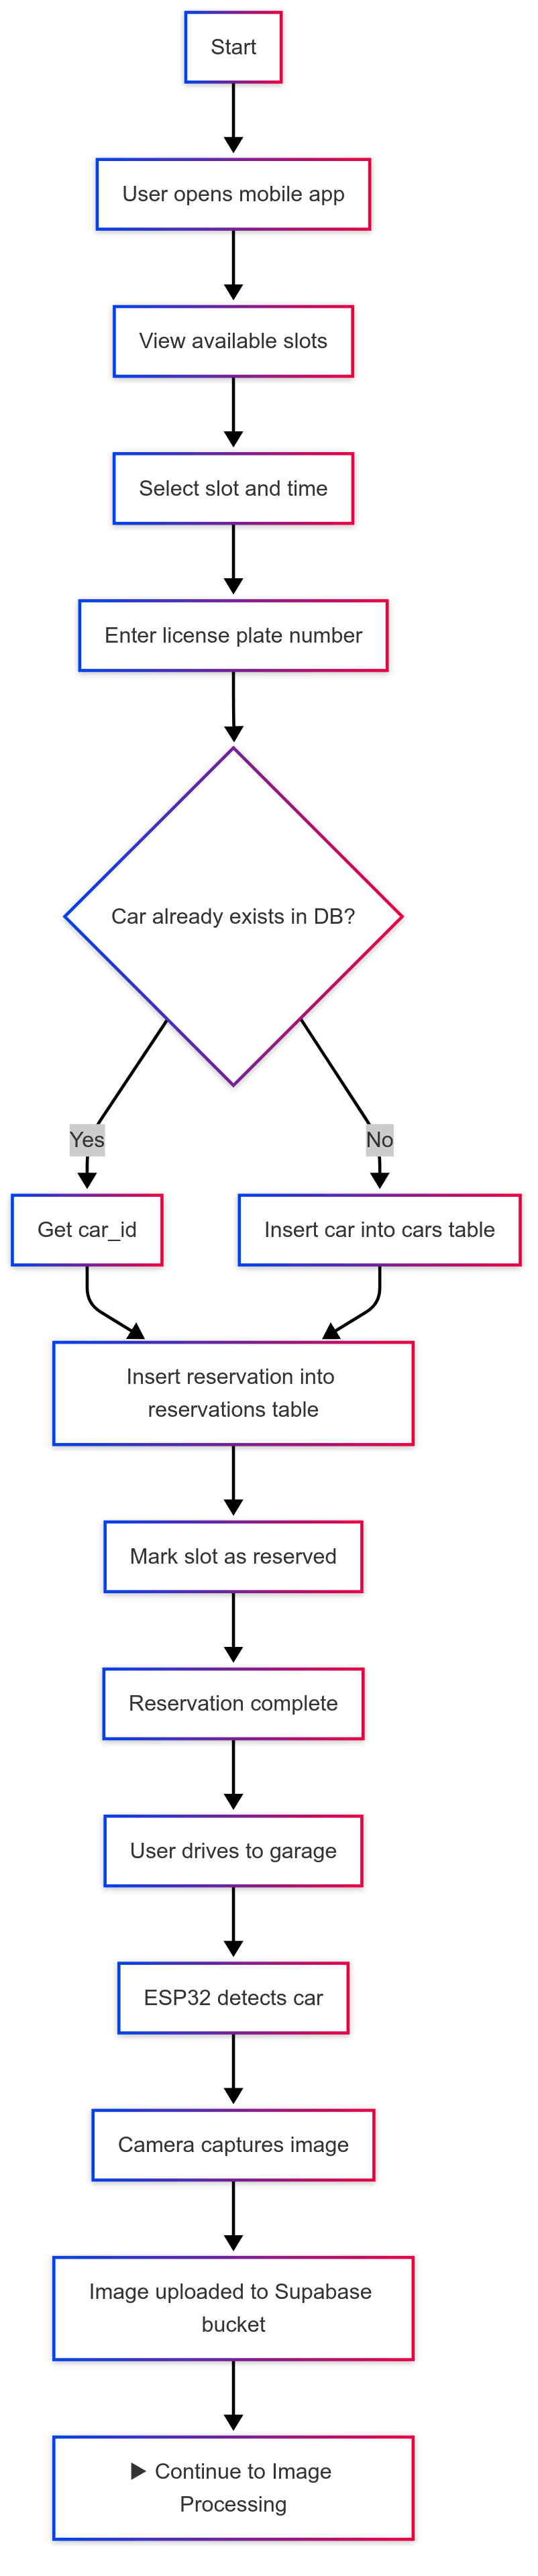 Start
User opens mobile app
View available slots
Select slot and time
Enter license plate number
Car already exists in DB?
Yes
No
Get car_id
Insert car into cars table
Insert reservation into
reservations table
Mark slot as reserved
Reservation complete
User drives to garage
ESP32 detects car
Camera captures image
Image uploaded to Supabase
bucket
▶ Continue to Image
Processing